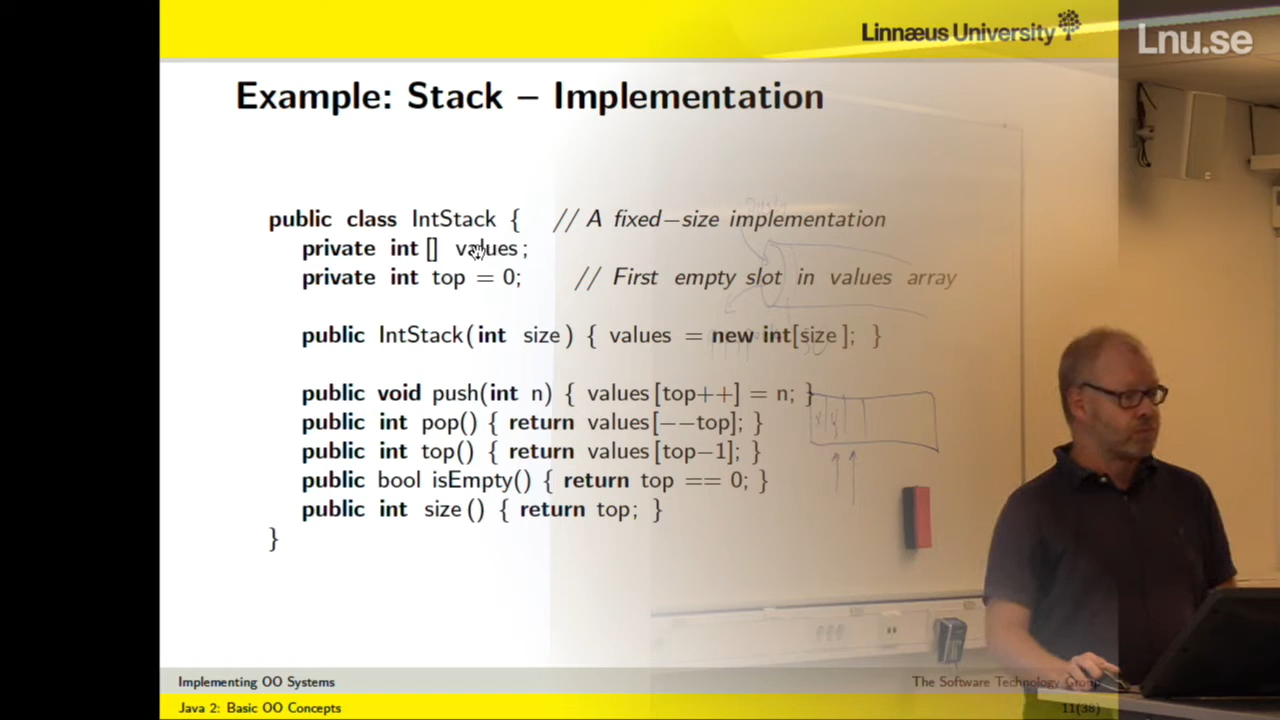 Linnæus University
Lnu.se
Example: Stack – Implementation
public class IntStack { // A fixed−size implementation
private int [] values;
private int top = 0; // First empty slot in values array
public IntStack(int size) { values = new int[size]; }
public void push(int n) { values[top++] = n; }
public int pop() { return values[−−top]; }
public int top() { return values[top−1]; }
public bool isEmpty() { return top == 0; }
public int size() { return top; }
}
Implementing OO Systems
The Software Technology Group
Java 2: Basic OO Concepts
11(38)